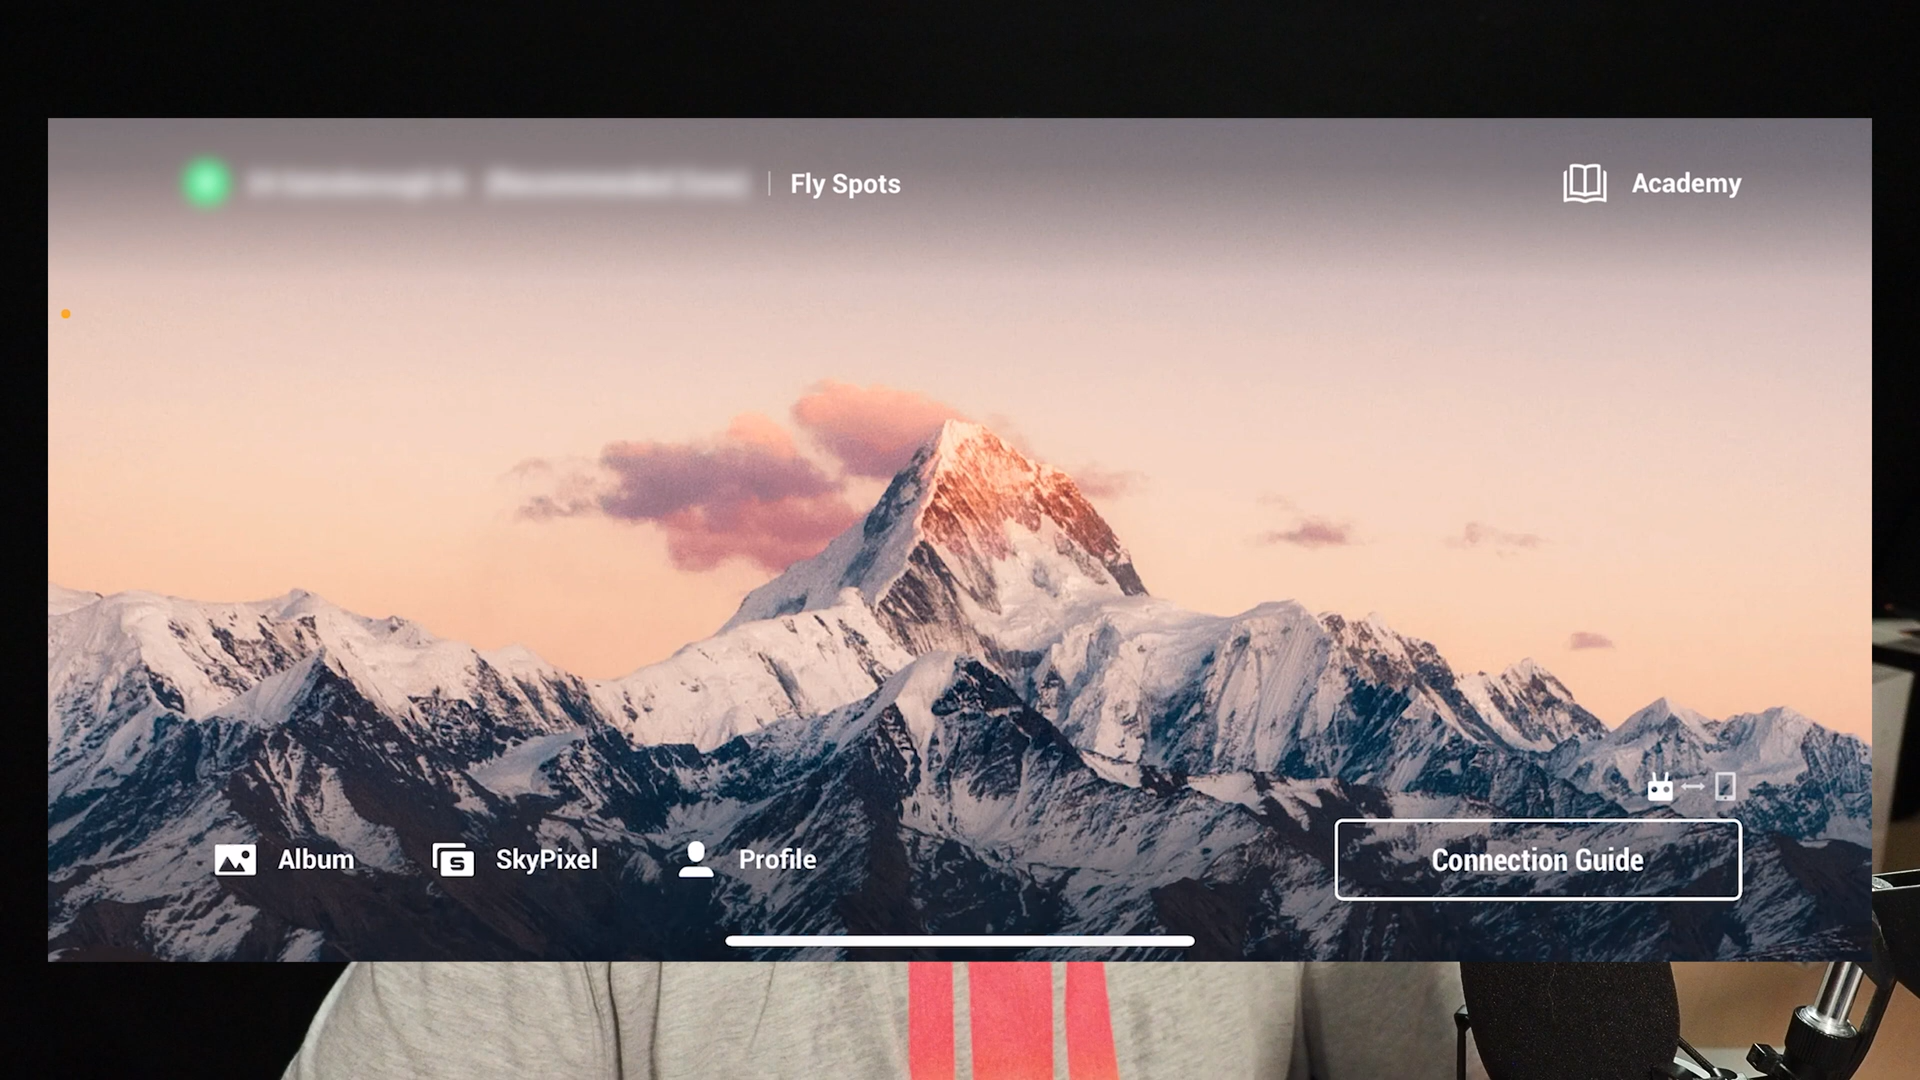 Fly Spots
Academy
Album
SkyPixel
Profile
Connection Guide